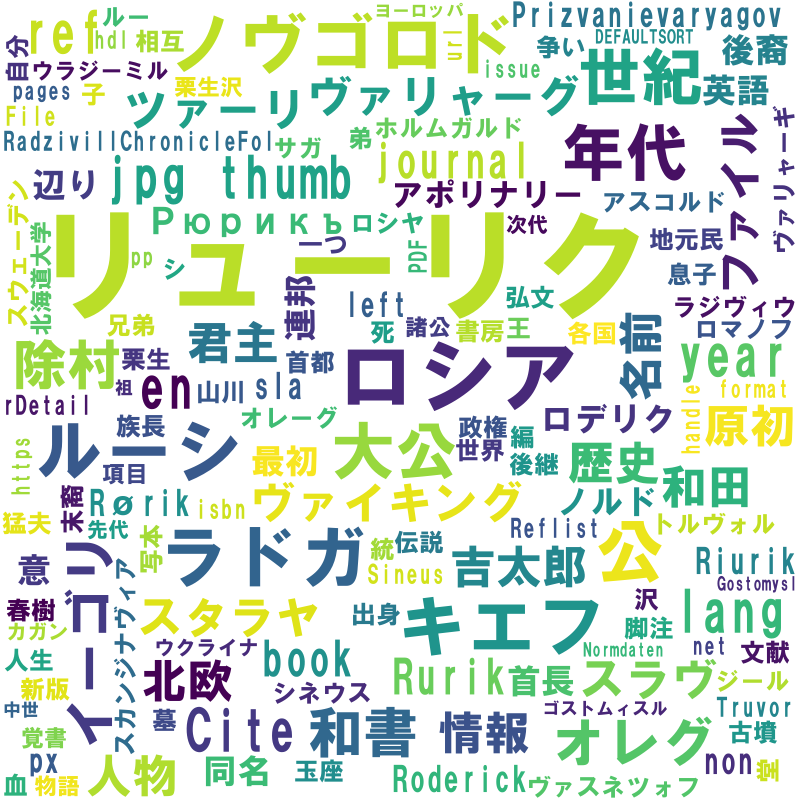 ヨーロッパ
Prizvanievaryagov
ルー
ref
hdl
相互
ノヴゴロド
url
争い
DEFAULTSORT
後裔
自分
ウラジーミル
栗生沢
issue
世紀
pages
子
ツァーリ
ヴァリャーグ
英語
File
RadzivillChronicleFol
サガ
弟
ホルムガルド
年代
ファイル
ヴァリャーギ
辺り
jpg
thumb
journal
アポリナリー
アスコルド
スウェーデン
北海道大学
Рюрикъ
ロシヤ
次代
地元民
リューリク
pp
シ
一つ
PDF
息子
連邦
left
弘文
ラジヴィウ
兄弟
君主
死
諸公
書房
王
各国
ロマノフ
名前
除村
栗生
首都
ロシア
year
祖
en
山川
sla
handle
format
rDetail
オレーグ
ロデリク
原初
族長
政権
編
https
ルーシ
最初
大公
世界
後継
歴史
項目
和田
末裔
Rørik
isbn
ヴァイキング
ノルド
猛夫
先代
Reflist
トルヴォル
写本
ラドガ
統
伝説
公
Riurik
意
イーゴリ
Sineus
吉太郎
Gostomysl
春樹
スカンジナヴィア
スタラヤ
出身
キエフ
沢
lang
カガン
脚注
人生
ウクライナ
Normdaten
net
文献
北欧
book
Rurik
首長
スラヴ
ジール
新版
シネウス
中世
墓
Cite
和書
情報
ゴストムィスル
Truvor
覚書
オレグ
古墳
px
non
室
血
物語
人物
同名
玉座
Roderick
ヴァスネツォフ